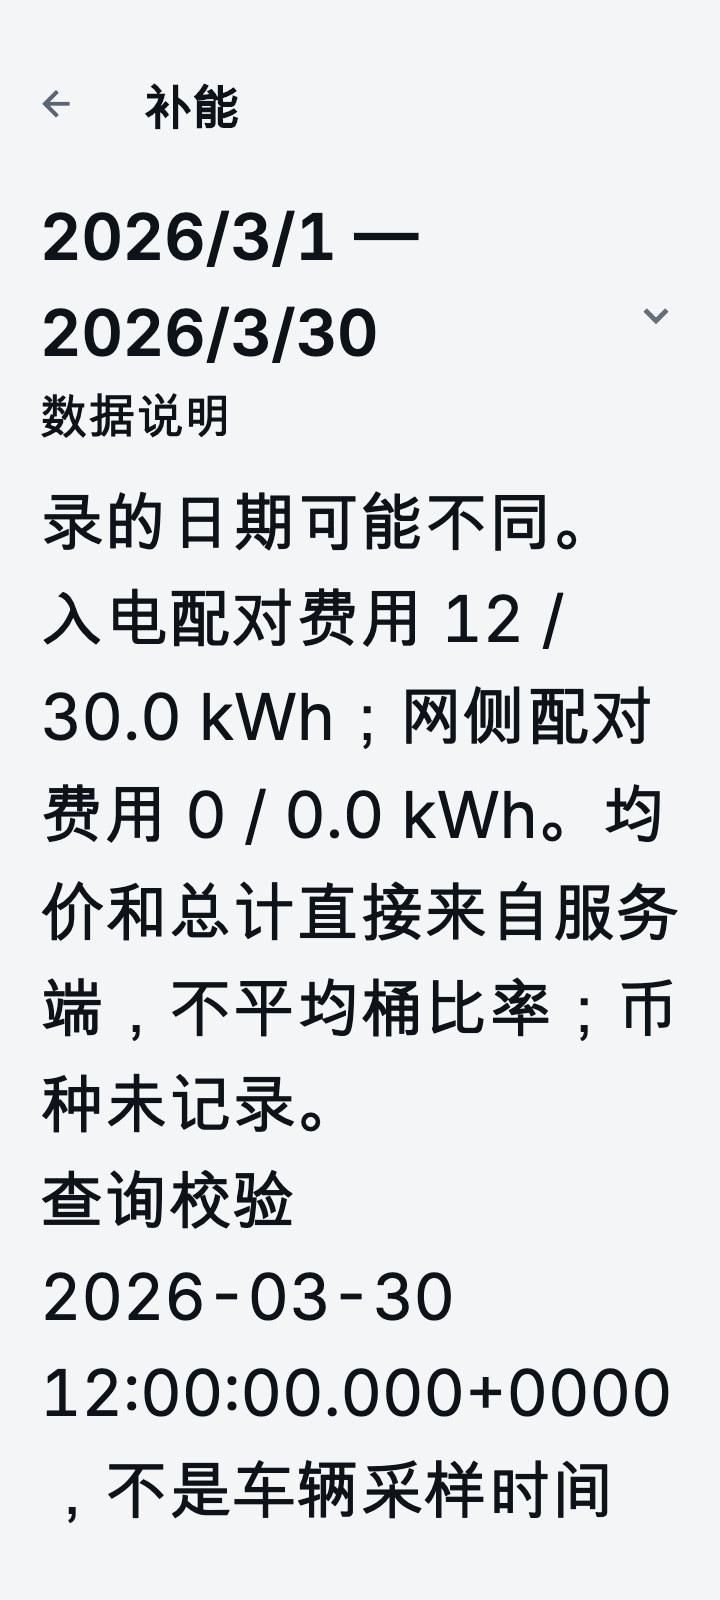 补能
2026/3/1 —
2026/3/30
数据说明
录的日期可能不同。
入电配对费用 12 /
30.0 kWh；网侧配对
费用 0 / 0.0 kWh。均
价和总计直接来自服务
端，不平均桶比率；币
种未记录。
查询校验
2026-03-30
12:00:00.000+0000
，不是车辆采样时间